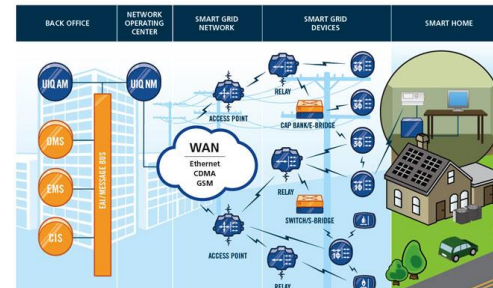 BACK OFFICE
NETWORK
OPERATING
CENTER
SMART GRID
NETWORK
SMART GRID
DEVICES
SMART HOME
UIQ AM
UIQ NM
OMS
EMS
CIS
EAI/MESSAGE BUS
ACCESS POINT
WAN
Ethernet
CDMA
GSM
ACCESS POINT
RELAY
CAP BANK/E-BRIDGE
RELAY
SWITCH/S-BRIDGE
RELAY